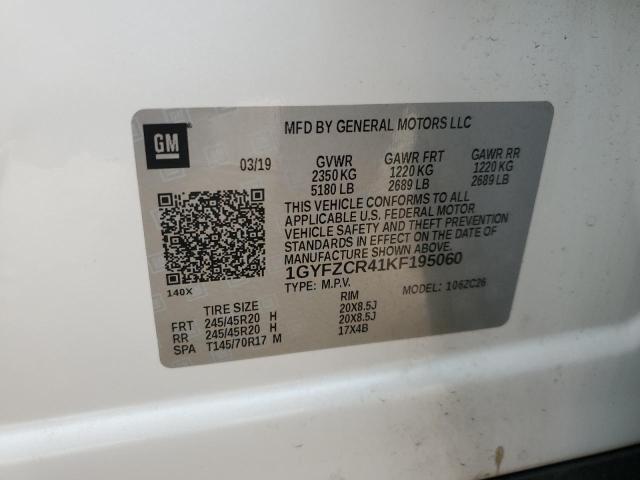 GM
MFD BY GENERAL MOTORS LLC
03/19 GVWR GAWR FRT GAWR RR
2350 KG 1220 KG 1220 KG
5180 LB 2689 LB 2689 LB
THIS VEHICLE CONFORMS TO ALL
APPLICABLE U.S. FEDERAL MOTOR
VEHICLE SAFETY AND THEFT PREVENTION
STANDARDS IN EFFECT ON THE DATE OF
MANUFACTURE SHOWN ABOVE.
1GYFZCR41KF195060
140X
TYPE: M.P.V. MODEL: 106ZC26
TIRE SIZE RIM
FRT 245/45R20 H 20X8.5J
RR 245/45R20 H 20X8.5J
SPA T145/70R17 M 17X4B